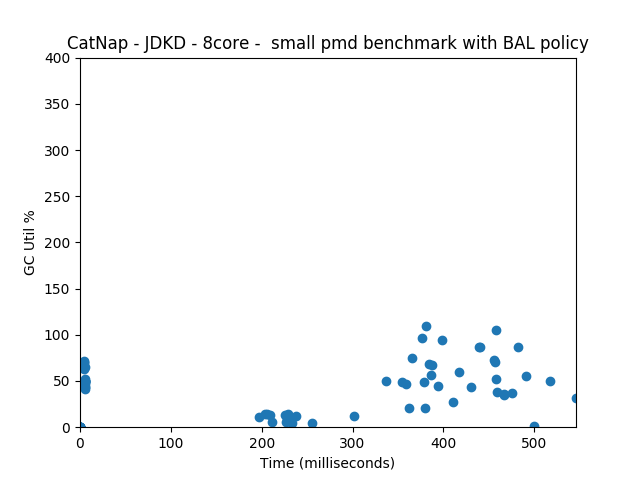 CatNap - JDKD - 8core -  small pmd benchmark with BAL policy
400
350
300
250
200
150
100
50
0
GC Util %
0 100 200 300 400 500
Time (milliseconds)